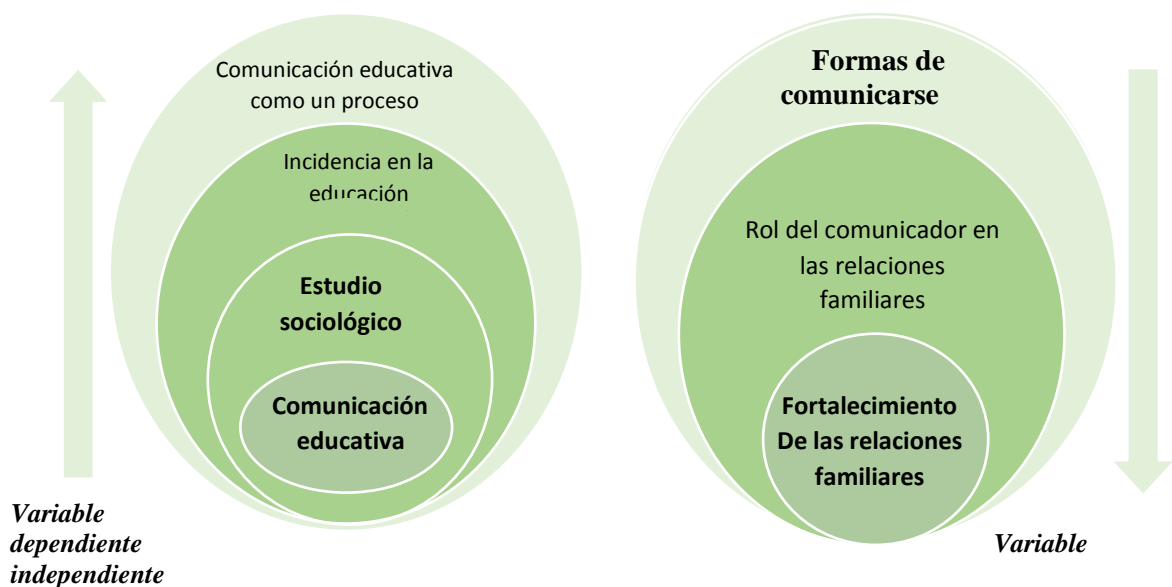 Comunicación educativa
como un proceso
Incidencia en la
educación
Estudio
sociológico
Comunicación
educativa
Variable
dependiente
independiente
Formas de
comunicarse
Rol del comunicador en
las relaciones
familiares
Fortalecimiento
De las relaciones
familiares
Variable